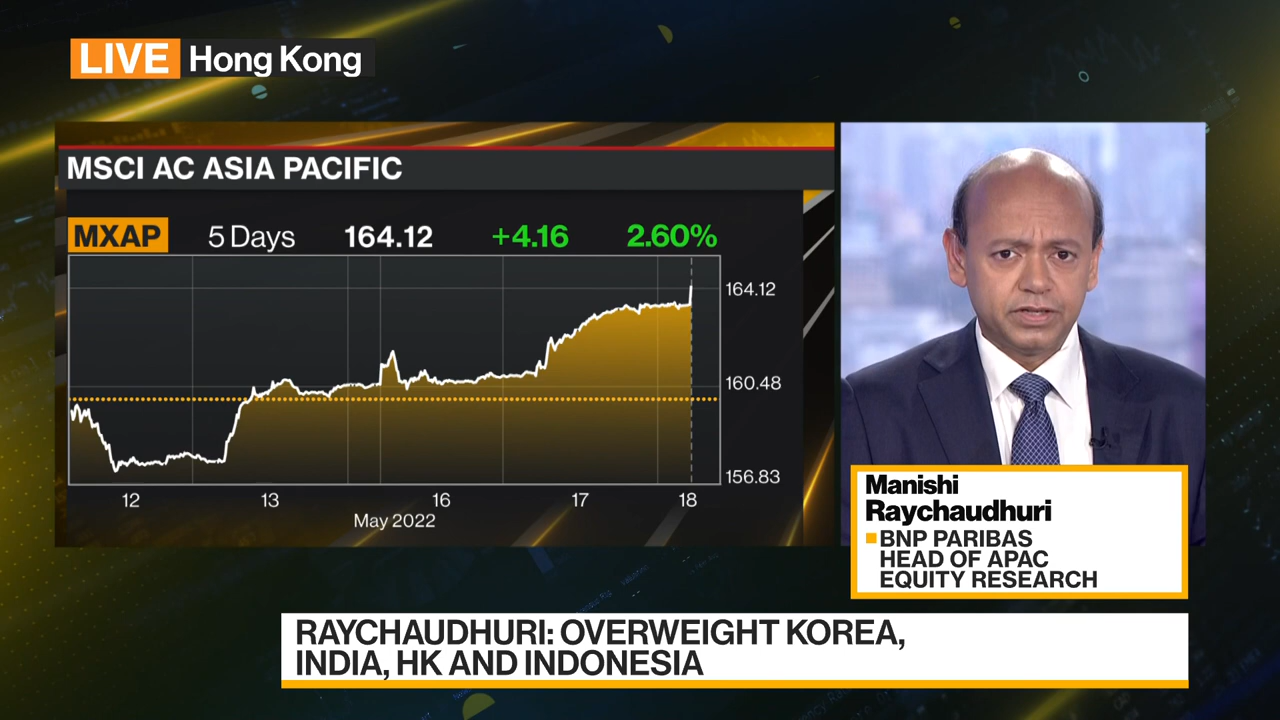 LIVE Hong Kong
MSCI AC ASIA PACIFIC
MXAP 5 Days 164.12 +4.16 2.60%
164.12
160.48
156.83
12 13 16 17 18
May 2022
Manishi
Raychaudhuri
BNP PARIBAS
HEAD OF APAC
EQUITY RESEARCH
RAYCHAUDHURI: OVERWEIGHT KOREA,
INDIA, HK AND INDONESIA